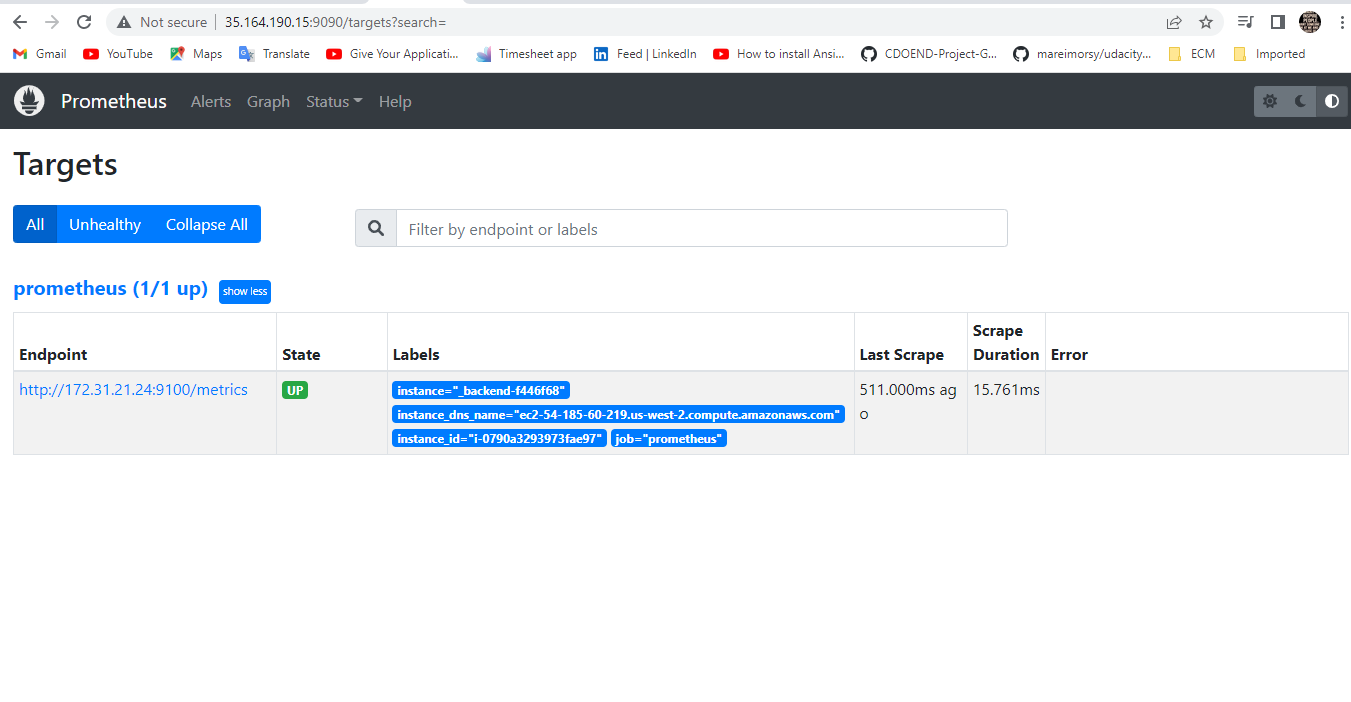 Not secure 35.164.190.15:9090/targets?search=
Gmail YouTube Maps Translate Give Your Applicati... Timesheet app Feed | LinkedIn How to install Ansi... CDOEND-Project-G... mareimorsy/udacity... ECM Imported
Prometheus Alerts Graph Status Help
Targets
All Unhealthy Collapse All Filter by endpoint or labels
prometheus (1/1 up) show less
Endpoint State Labels Last Scrape Scrape Duration Error
http://172.31.21.24:9100/metrics UP instance="_backend-f446f68" 511.000ms ag 15.761ms
instance_dns_name="ec2-54-185-60-219.us-west-2.compute.amazonaws.com" o
instance_id="i-0790a3293973fae97" job="prometheus"